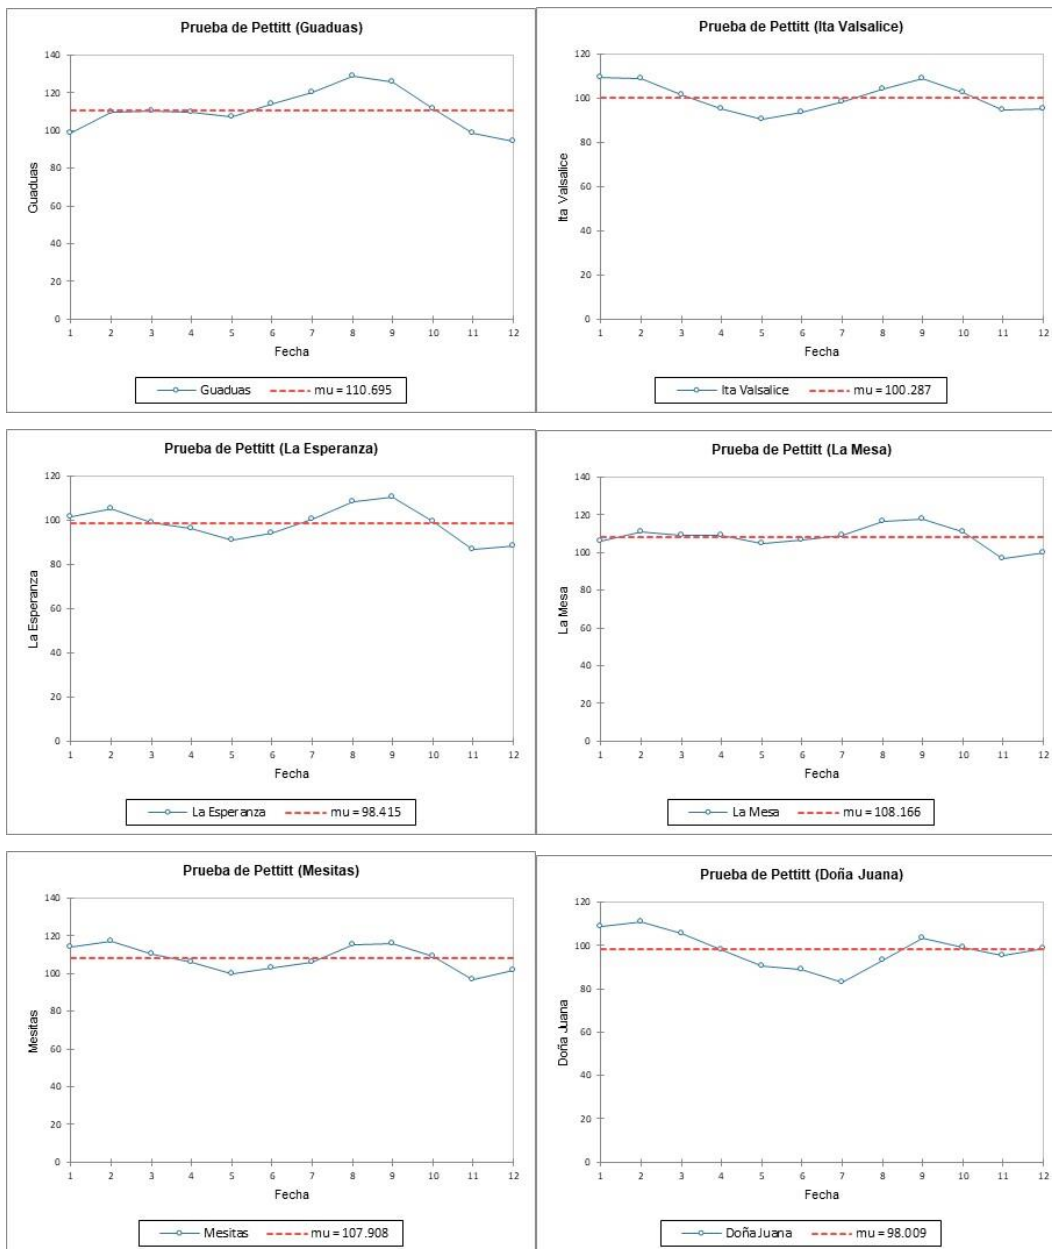 Prueba de Pettitt (Guaduas)
140
120
100
80
60
40
20
0
Guaduas
1 2 3 4 5 6 7 8 9 10 11 12
Fecha
Guaduas mu = 110.695
Prueba de Pettitt (Ita Valsalice)
120
100
80
60
40
20
0
Ita Valsalice
1 2 3 4 5 6 7 8 9 10 11 12
Fecha
Ita Valsalice mu = 100.287
Prueba de Pettitt (La Esperanza)
120
100
80
60
40
20
0
La Esperanza
1 2 3 4 5 6 7 8 9 10 11 12
Fecha
La Esperanza mu = 98.415
Prueba de Pettitt (La Mesa)
140
120
100
80
60
40
20
0
La Mesa
1 2 3 4 5 6 7 8 9 10 11 12
Fecha
La Mesa mu = 108.166
Prueba de Pettitt (Mesitas)
140
120
100
80
60
40
20
0
Mesitas
1 2 3 4 5 6 7 8 9 10 11 12
Fecha
Mesitas mu = 107.908
Prueba de Pettitt (Doña Juana)
120
100
80
60
40
20
0
Doña Juana
1 2 3 4 5 6 7 8 9 10 11 12
Fecha
Doña Juana mu = 98.009